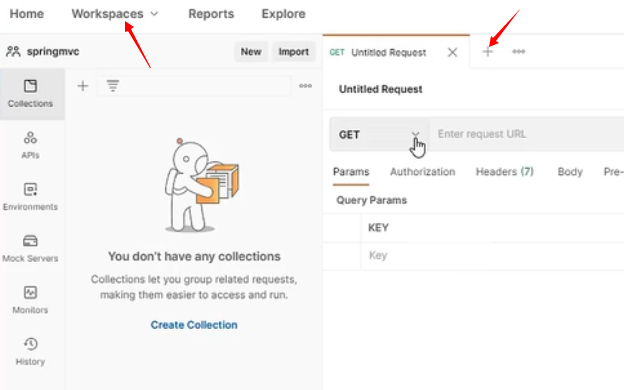 Home Workspaces Reports Explore
springmvc New Import
GET Untitled Request
Untitled Request
Collections
APIs
Environments
Mock Servers
Monitors
History
You don't have any collections
Collections let you group related requests,
making them easier to access and run.
Create Collection
GET Enter request URL
Params Authorization Headers (7) Body Pre-
Query Params
KEY
Key